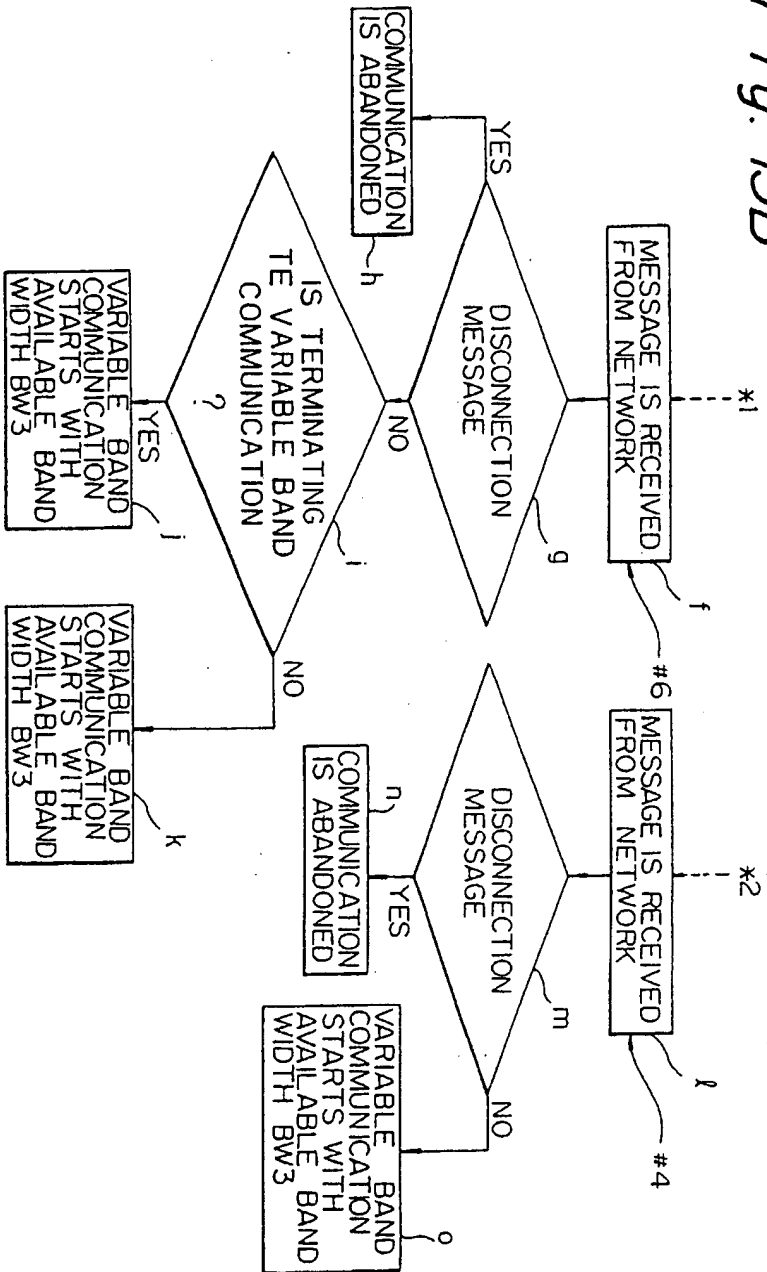 Fig. 15B
*1
MESSAGE IS RECEIVED
FROM NETWORK
f
#6
DISCONNECTION
MESSAGE
g
YES
COMMUNICATION
IS ABANDONED
h
NO
IS TERMINATING
TE VARIABLE BAND
COMMUNICATION
?
i
YES
VARIABLE BAND
COMMUNICATION
STARTS WITH
AVAILABLE BAND
WIDTH BW3
j
NO
VARIABLE BAND
COMMUNICATION
STARTS WITH
AVAILABLE BAND
WIDTH BW3
k
*2
MESSAGE IS RECEIVED
FROM NETWORK
ℓ
#4
DISCONNECTION
MESSAGE
m
YES
COMMUNICATION
IS ABANDONED
n
NO
VARIABLE BAND
COMMUNICATION
STARTS WITH
AVAILABLE BAND
WIDTH BW3
o